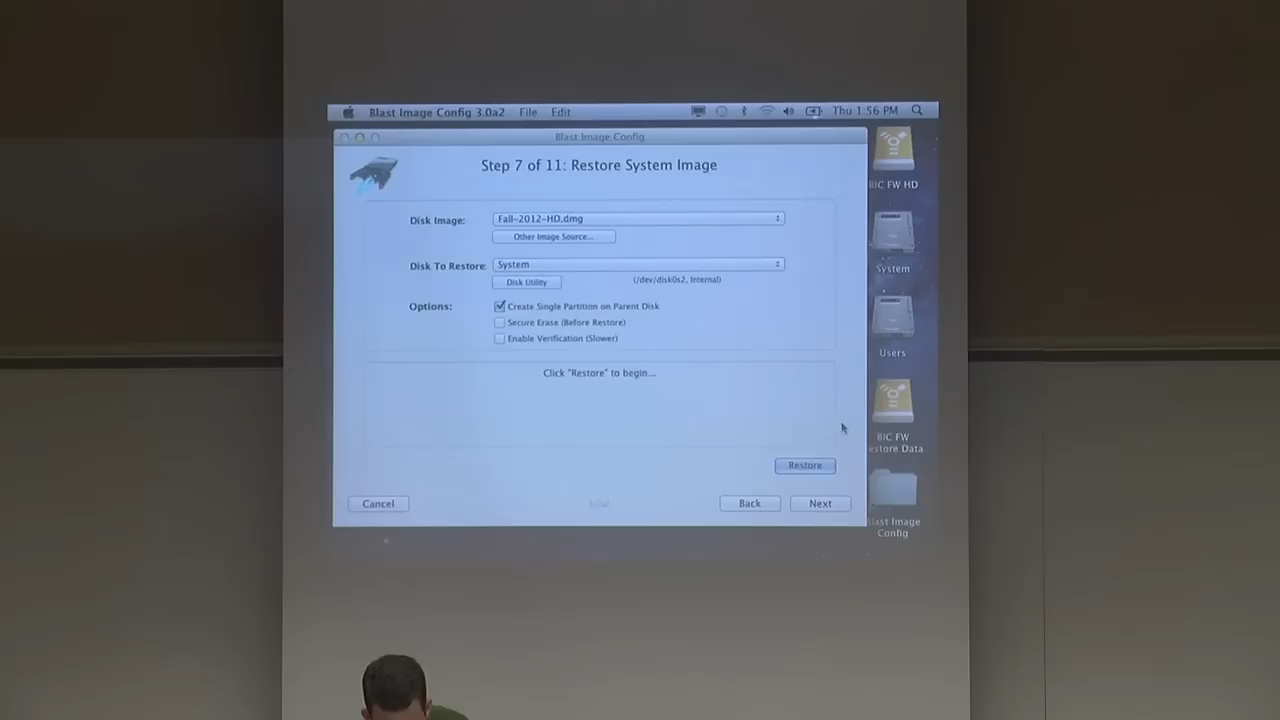 Blast Image Config 3.0a2 File Edit Thu 1:56 PM
Blast Image Config
Step 7 of 11: Restore System Image
Disk Image: Fall-2012-HD.dmg
Other Image Source...
Disk To Restore: System
Disk Utility (/dev/disk0s2, Internal)
Options: Create Single Partition on Parent Disk
Secure Erase (Before Restore)
Enable Verification (Slower)
Click "Restore" to begin...
Restore
Cancel Back Next
BIC FW HD
System
Users
BIC FW
estore Data
last Image
Config